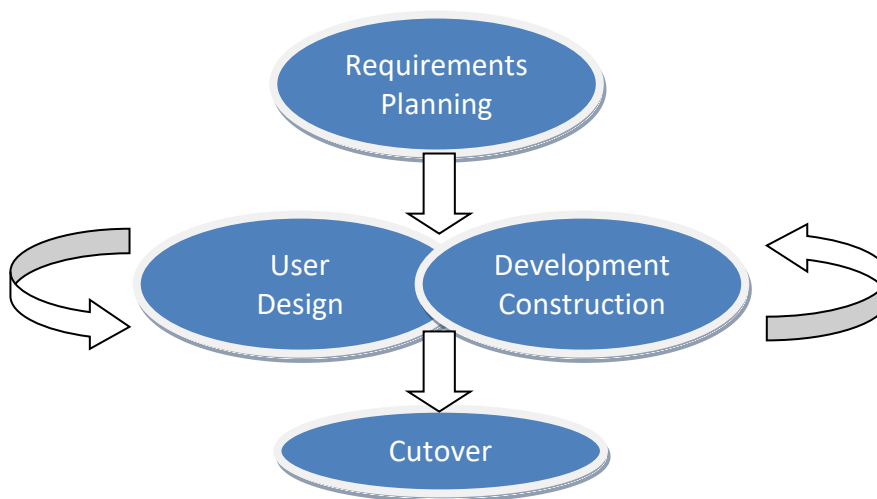 Requirements
Planning
User
Design
Development
Construction
Cutover